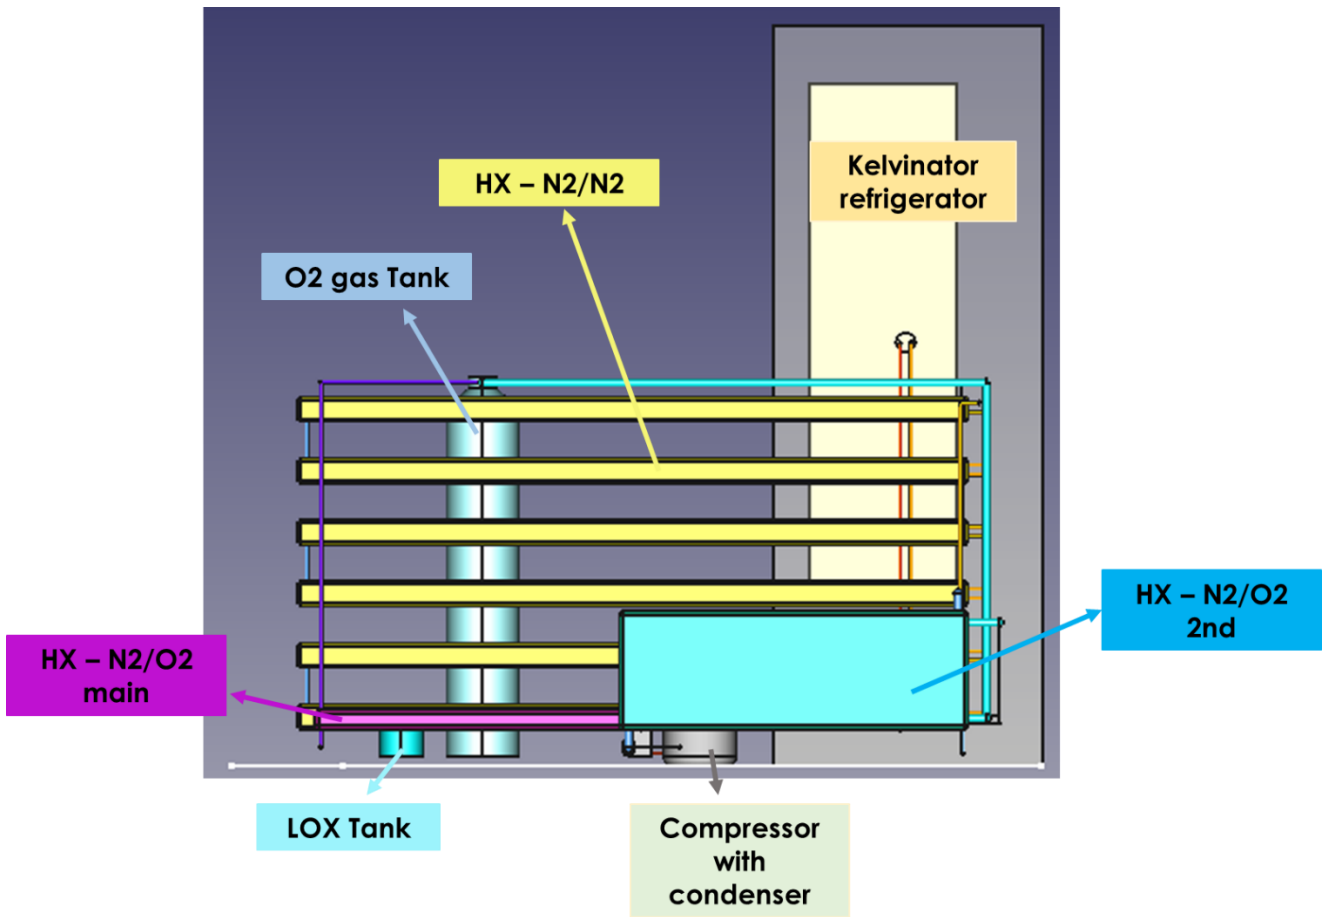 Kelvinator
refrigerator
HX – N2/N2
O2 gas Tank
HX – N2/O2
2nd
HX – N2/O2
main
LOX Tank
Compressor
with
condenser